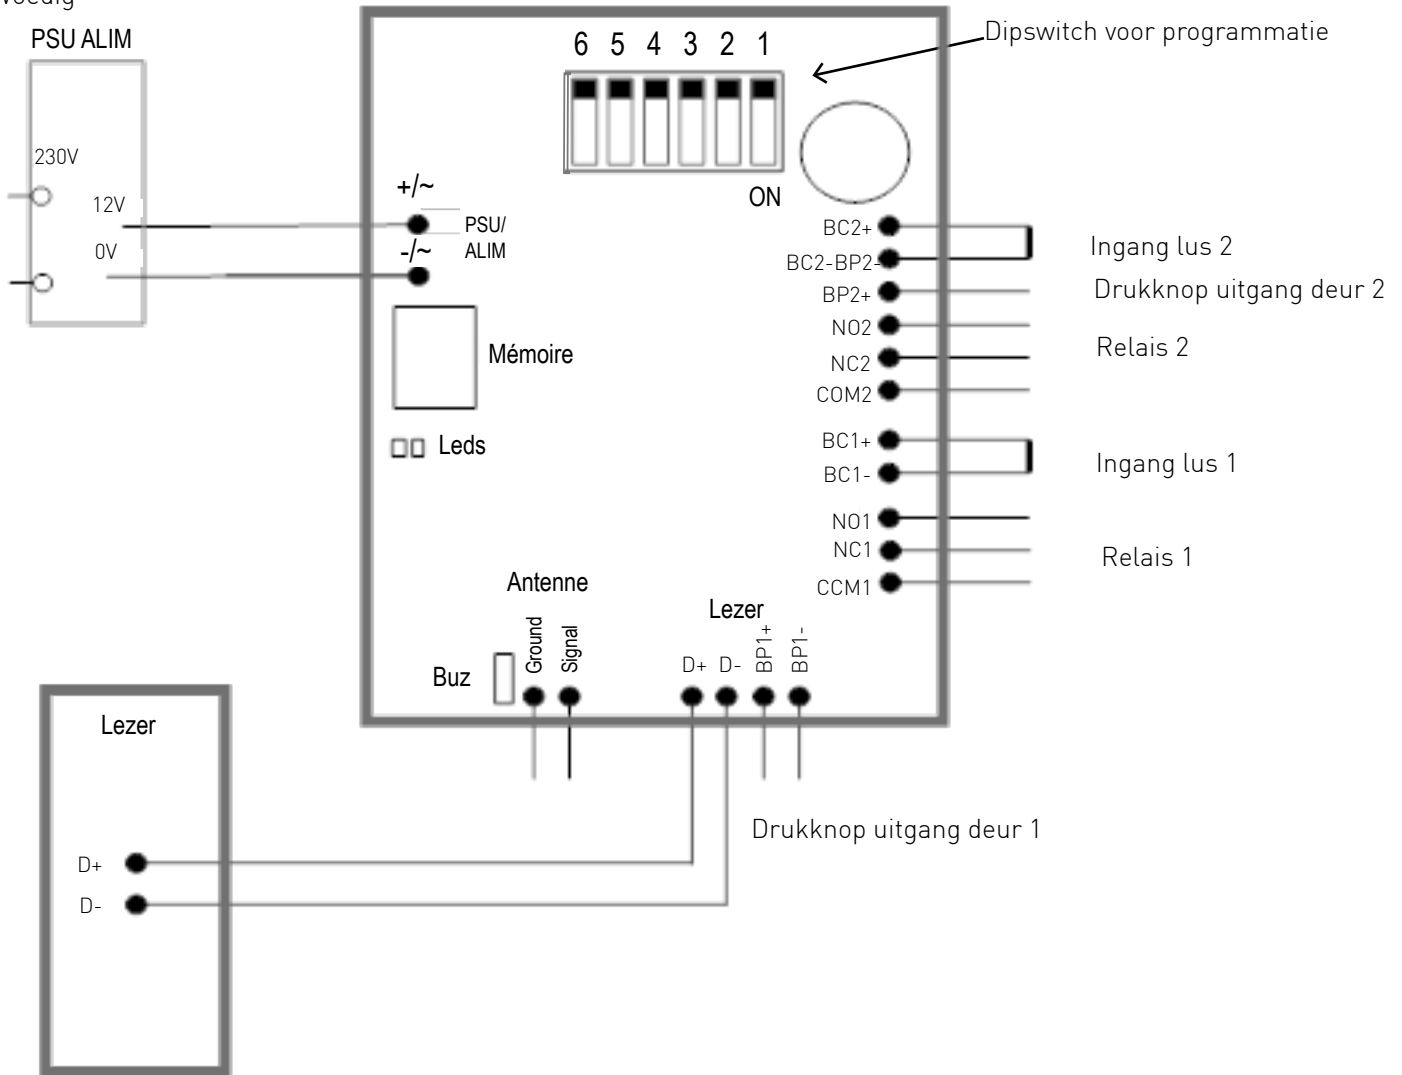 voedig
PSU ALIM
230V
12V
0V
6 5 4 3 2 1
ON
Dipswitch voor programmatie
+/~
PSU/
-/~ ALIM
Mémoire
Leds
BC2+
BC2-BP2-
BP2+
NO2
NC2
COM2
BC1+
BC1-
NO1
NC1
CCM1
Ingang lus 2
Drukknop uitgang deur 2
Relais 2
Ingang lus 1
Relais 1
Antenne
Ground
Signal
Buz
Lezer
D+ D- BP1+ BP1-
Drukknop uitgang deur 1
Lezer
D+
D-